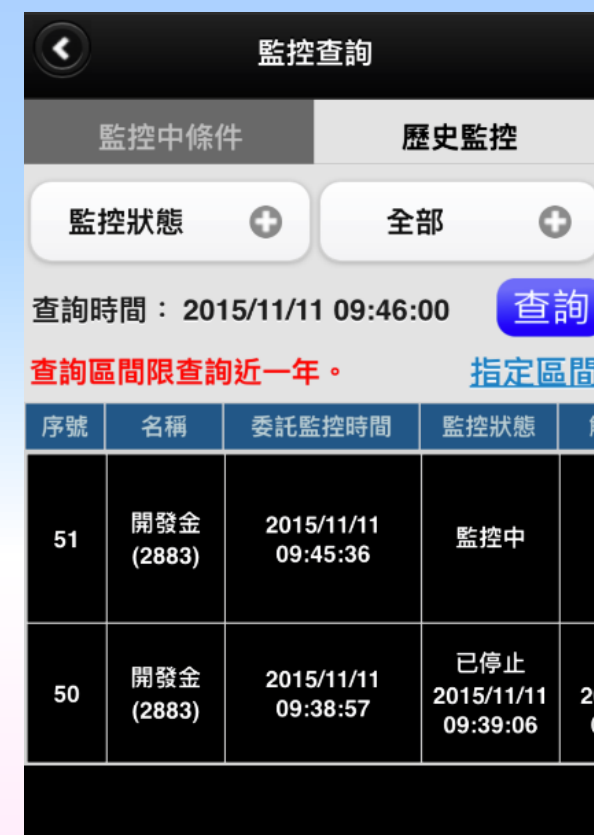 監控查詢
監控中條件 歷史監控
監控狀態 全部
查詢時間： 2015/11/11 09:46:00 查詢
查詢區間限查詢近一年。 指定區間
序號 名稱 委託監控時間 監控狀態
51 開發金 (2883) 2015/11/11 09:45:36 監控中
50 開發金 (2883) 2015/11/11 09:38:57 已停止 2015/11/11 09:39:06